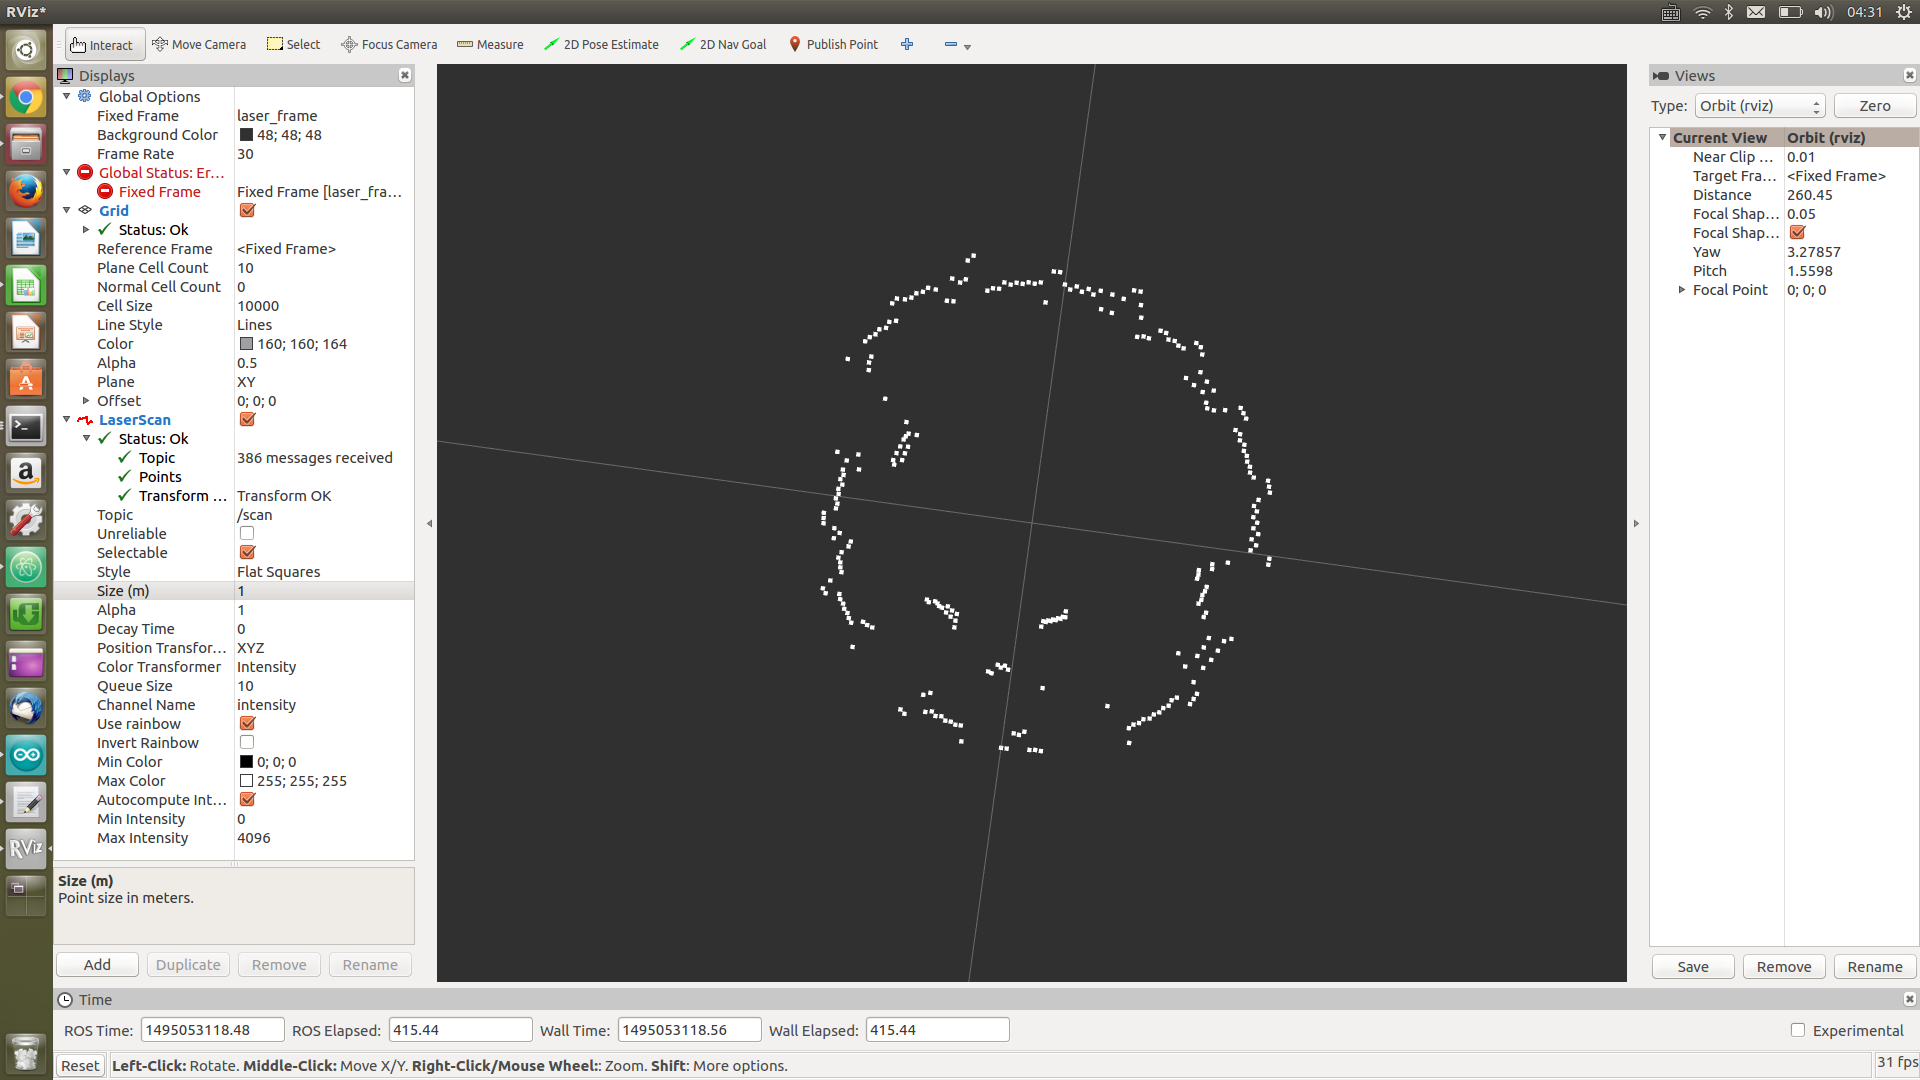 RViz*
04:31
Interact Move Camera Select Focus Camera Measure 2D Pose Estimate 2D Nav Goal Publish Point
Displays
Global Options
Fixed Frame laser_frame
Background Color 48; 48; 48
Frame Rate 30
Global Status: Er...
Fixed Frame Fixed Frame [laser_fra...
Grid
Status: Ok
Reference Frame <Fixed Frame>
Plane Cell Count 10
Normal Cell Count 0
Cell Size 10000
Line Style Lines
Color 160; 160; 164
Alpha 0.5
Plane XY
Offset 0; 0; 0
LaserScan
Status: Ok
Topic 386 messages received
Points
Transform ... Transform OK
Topic /scan
Unreliable
Selectable
Style Flat Squares
Size (m) 1
Alpha 1
Decay Time 0
Position Transfor... XYZ
Color Transformer Intensity
Queue Size 10
Channel Name intensity
Use rainbow
Invert Rainbow
Min Color 0; 0; 0
Max Color 255; 255; 255
Autocompute Int...
Min Intensity 0
Max Intensity 4096
Size (m)
Point size in meters.
Add Duplicate Remove Rename
Views
Type: Orbit (rviz) Zero
Current View Orbit (rviz)
Near Clip ... 0.01
Target Fra... <Fixed Frame>
Distance 260.45
Focal Shap... 0.05
Focal Shap...
Yaw 3.27857
Pitch 1.5598
Focal Point 0; 0; 0
Save Remove Rename
Time
ROS Time: 1495053118.48 ROS Elapsed: 415.44 Wall Time: 1495053118.56 Wall Elapsed: 415.44 Experimental
Reset Left-Click: Rotate. Middle-Click: Move X/Y. Right-Click/Mouse Wheel:: Zoom. Shift: More options. 31 fps
a
RViz